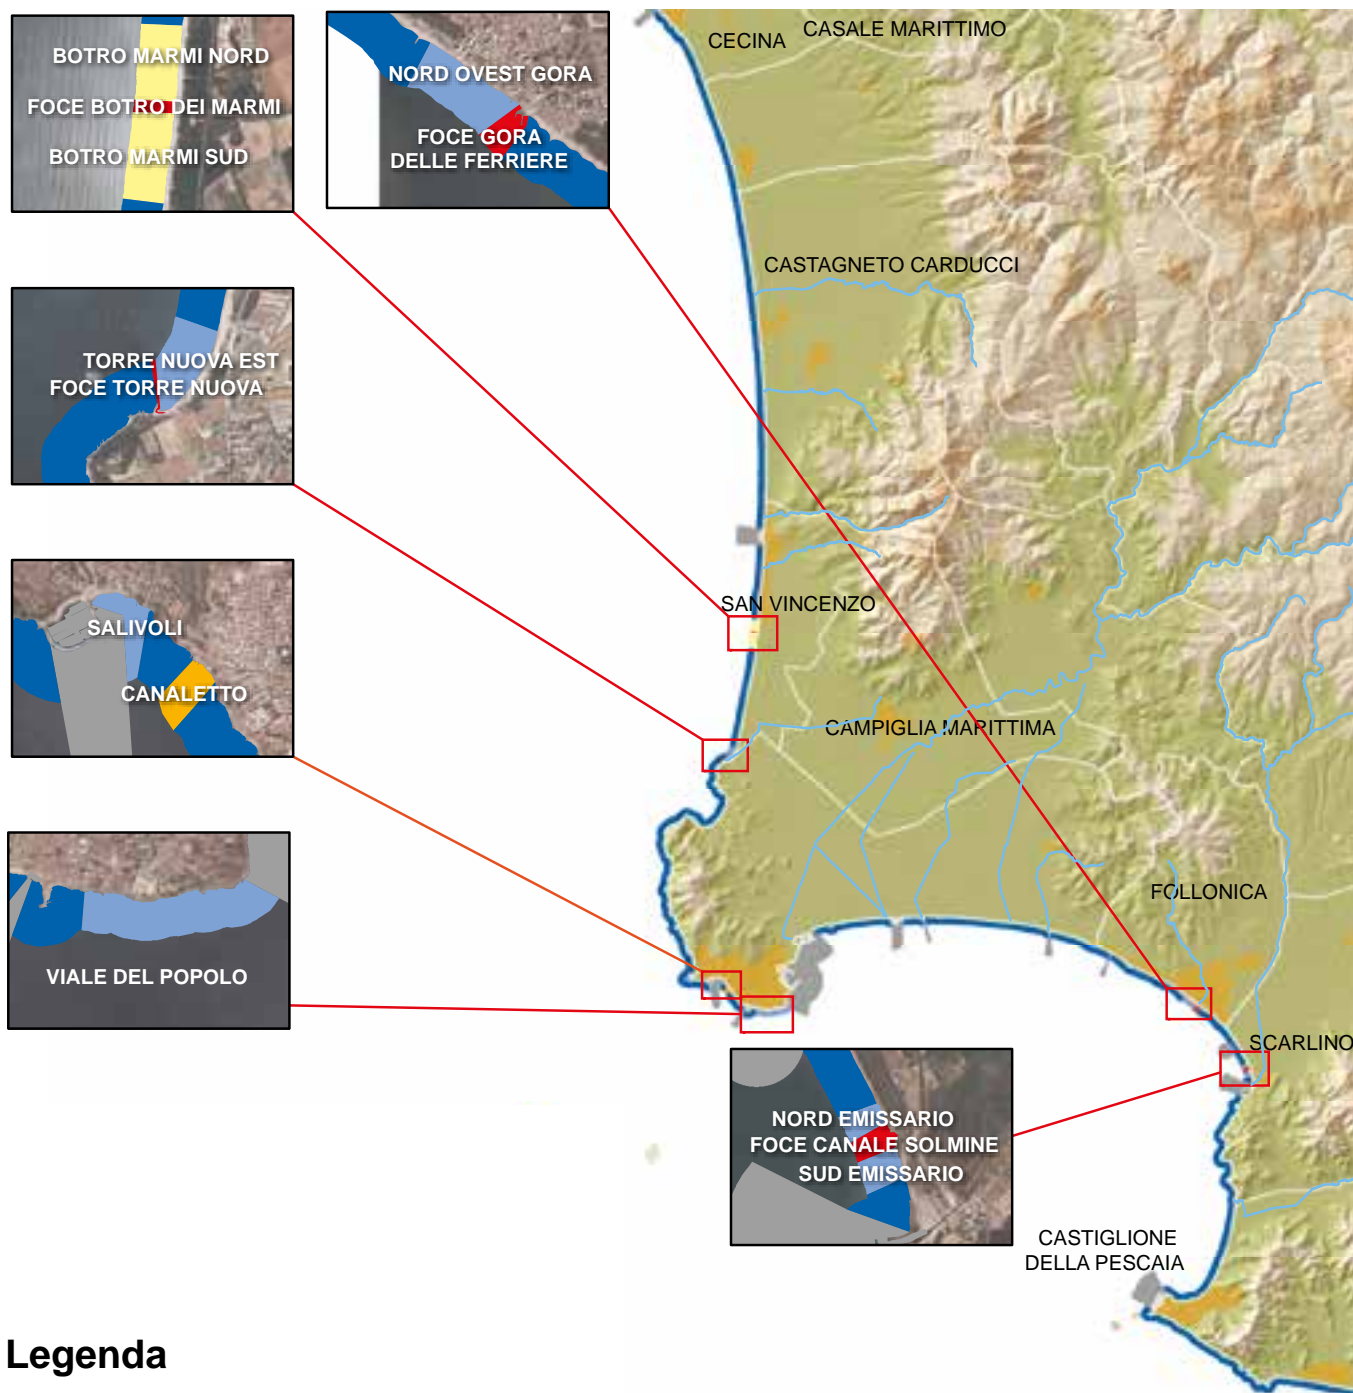 BOTRO MARMI NORD
FOCE BOTRO DEI MARMI
BOTRO MARMI SUD
NORD OVEST GORA
FOCE GORA
DELLE FERRIERE
CECINA
CASALE MARITTIMO
CASTAGNETO CARDUCCI
TORRE NUOVA EST
FOCE TORRE NUOVA
SAN VINCENZO
SALIVOLI
CANALETTO
CAMPIGLIA MARITTIMA
FOLLONICA
VIALE DEL POPOLO
SCARLINO
NORD EMISSARIO
FOCE CANALE SOLMINE
SUD EMISSARIO
CASTIGLIONE
DELLA PESCAIA
Legenda